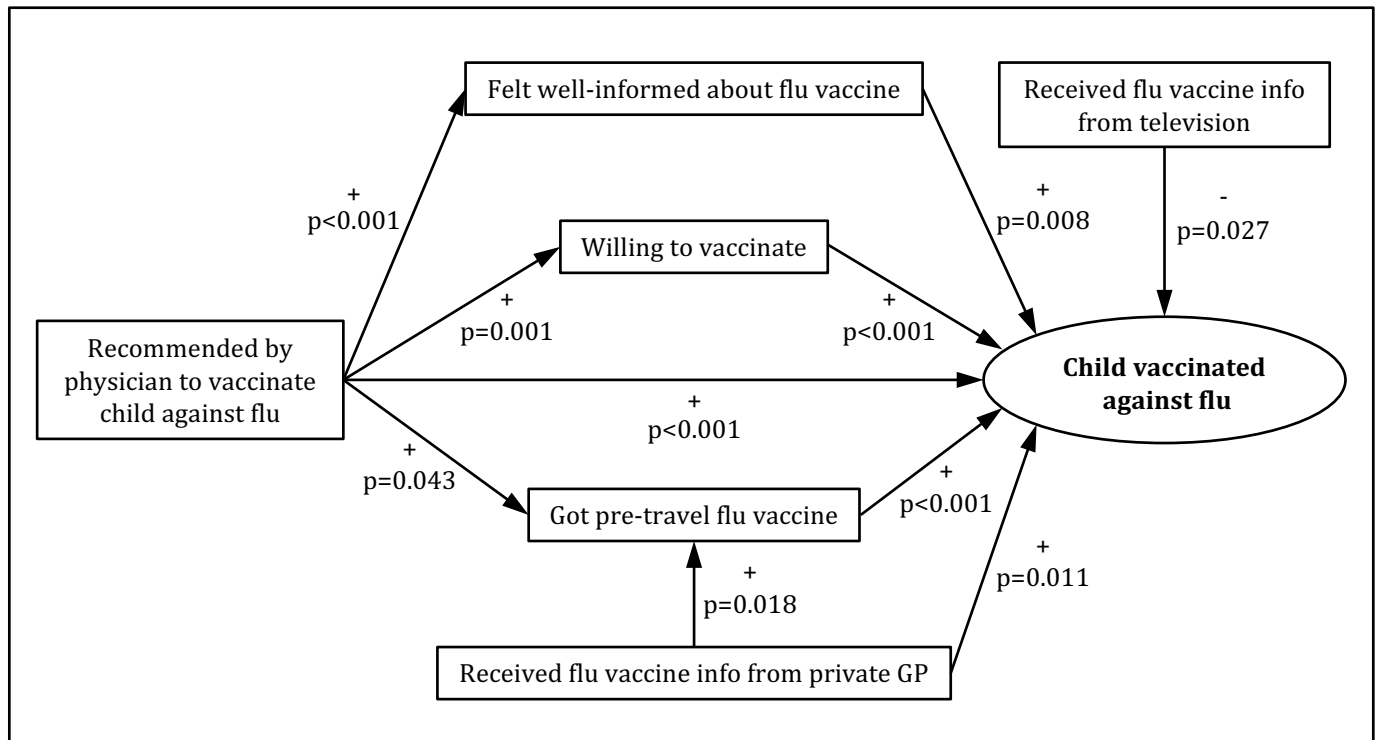 Felt well-informed about flu vaccine
Received flu vaccine info
from television
+
p<0.001
+
p=0.008
-
p=0.027
Willing to vaccinate
+
p=0.001
+
p<0.001
Recommended by
physician to vaccinate
child against flu
Child vaccinated
against flu
+
p<0.001
+
p=0.043
Got pre-travel flu vaccine
+
p<0.001
+
p=0.018
+
p=0.011
Received flu vaccine info from private GP